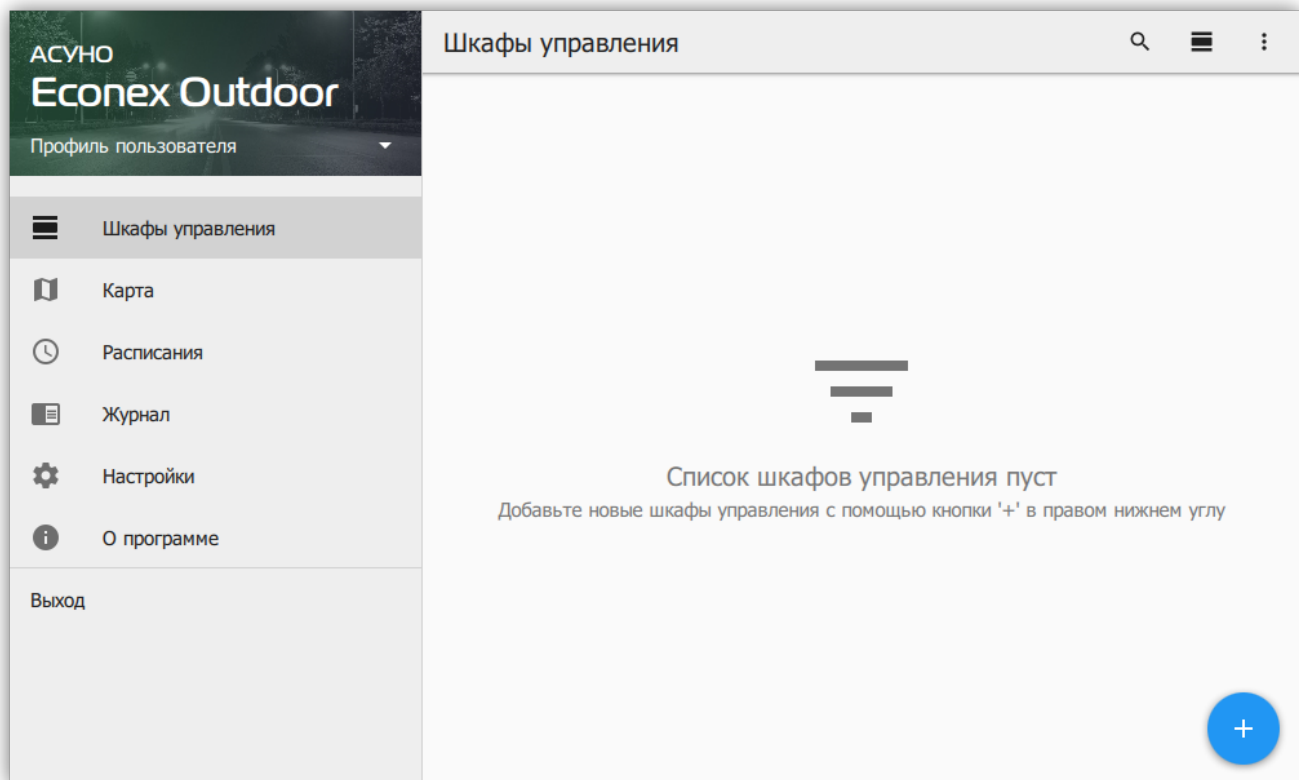 АСУНО
Econex Outdoor
Профиль пользователя
Шкафы управления
Карта
Расписания
Журнал
Настройки
О программе
Выход
Шкафы управления
Список шкафов управления пуст
Добавьте новые шкафы управления с помощью кнопки '+' в правом нижнем углу